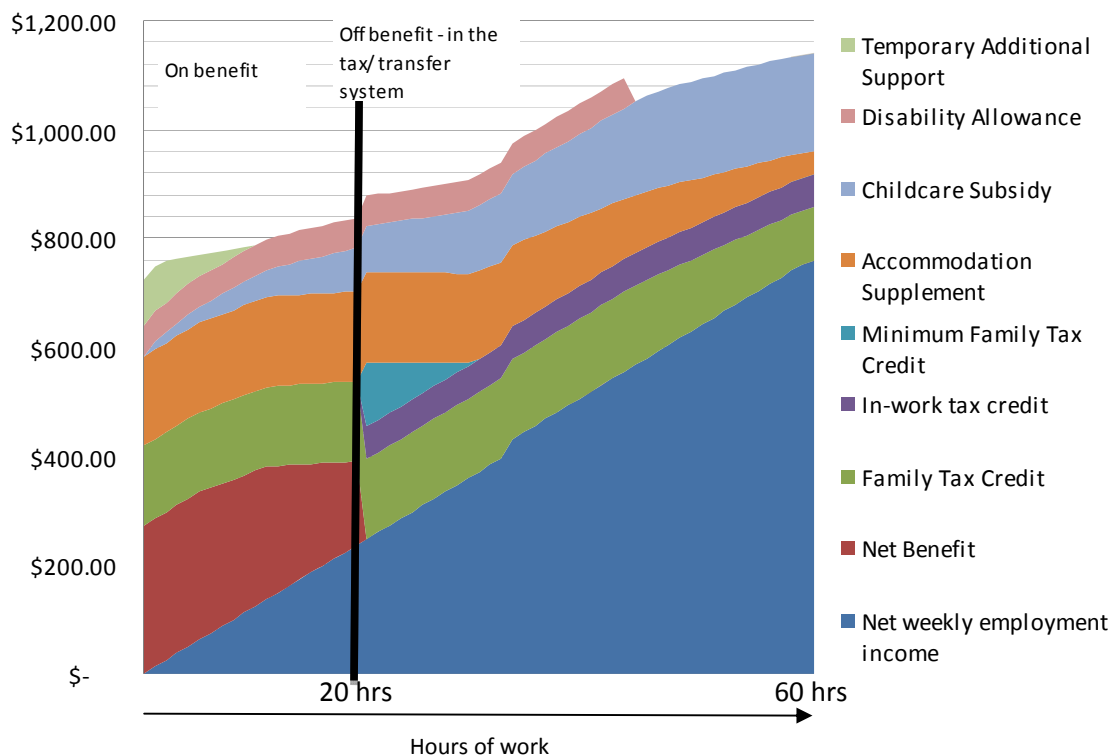 $1,200.00
$1,000.00
$800.00
$600.00
$400.00
$200.00
$-
On benefit
Off benefit - in the
tax/ transfer
system
20 hrs
60 hrs
Hours of work
Temporary Additional
Support
Disability Allowance
Childcare Subsidy
Accommodation
Supplement
Minimum Family Tax
Credit
In-work tax credit
Family Tax Credit
Net Benefit
Net weekly employment
income